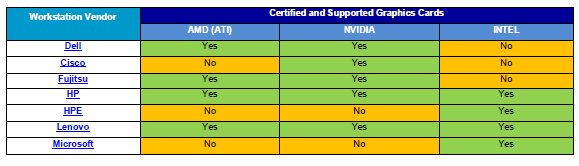 Workstation Vendor
Certified and Supported Graphics Cards
AMD (ATI) NVIDIA INTEL
Dell Yes Yes No
Cisco No Yes No
Fujitsu Yes Yes No
HP Yes Yes Yes
HPE No No Yes
Lenovo Yes Yes Yes
Microsoft No No Yes